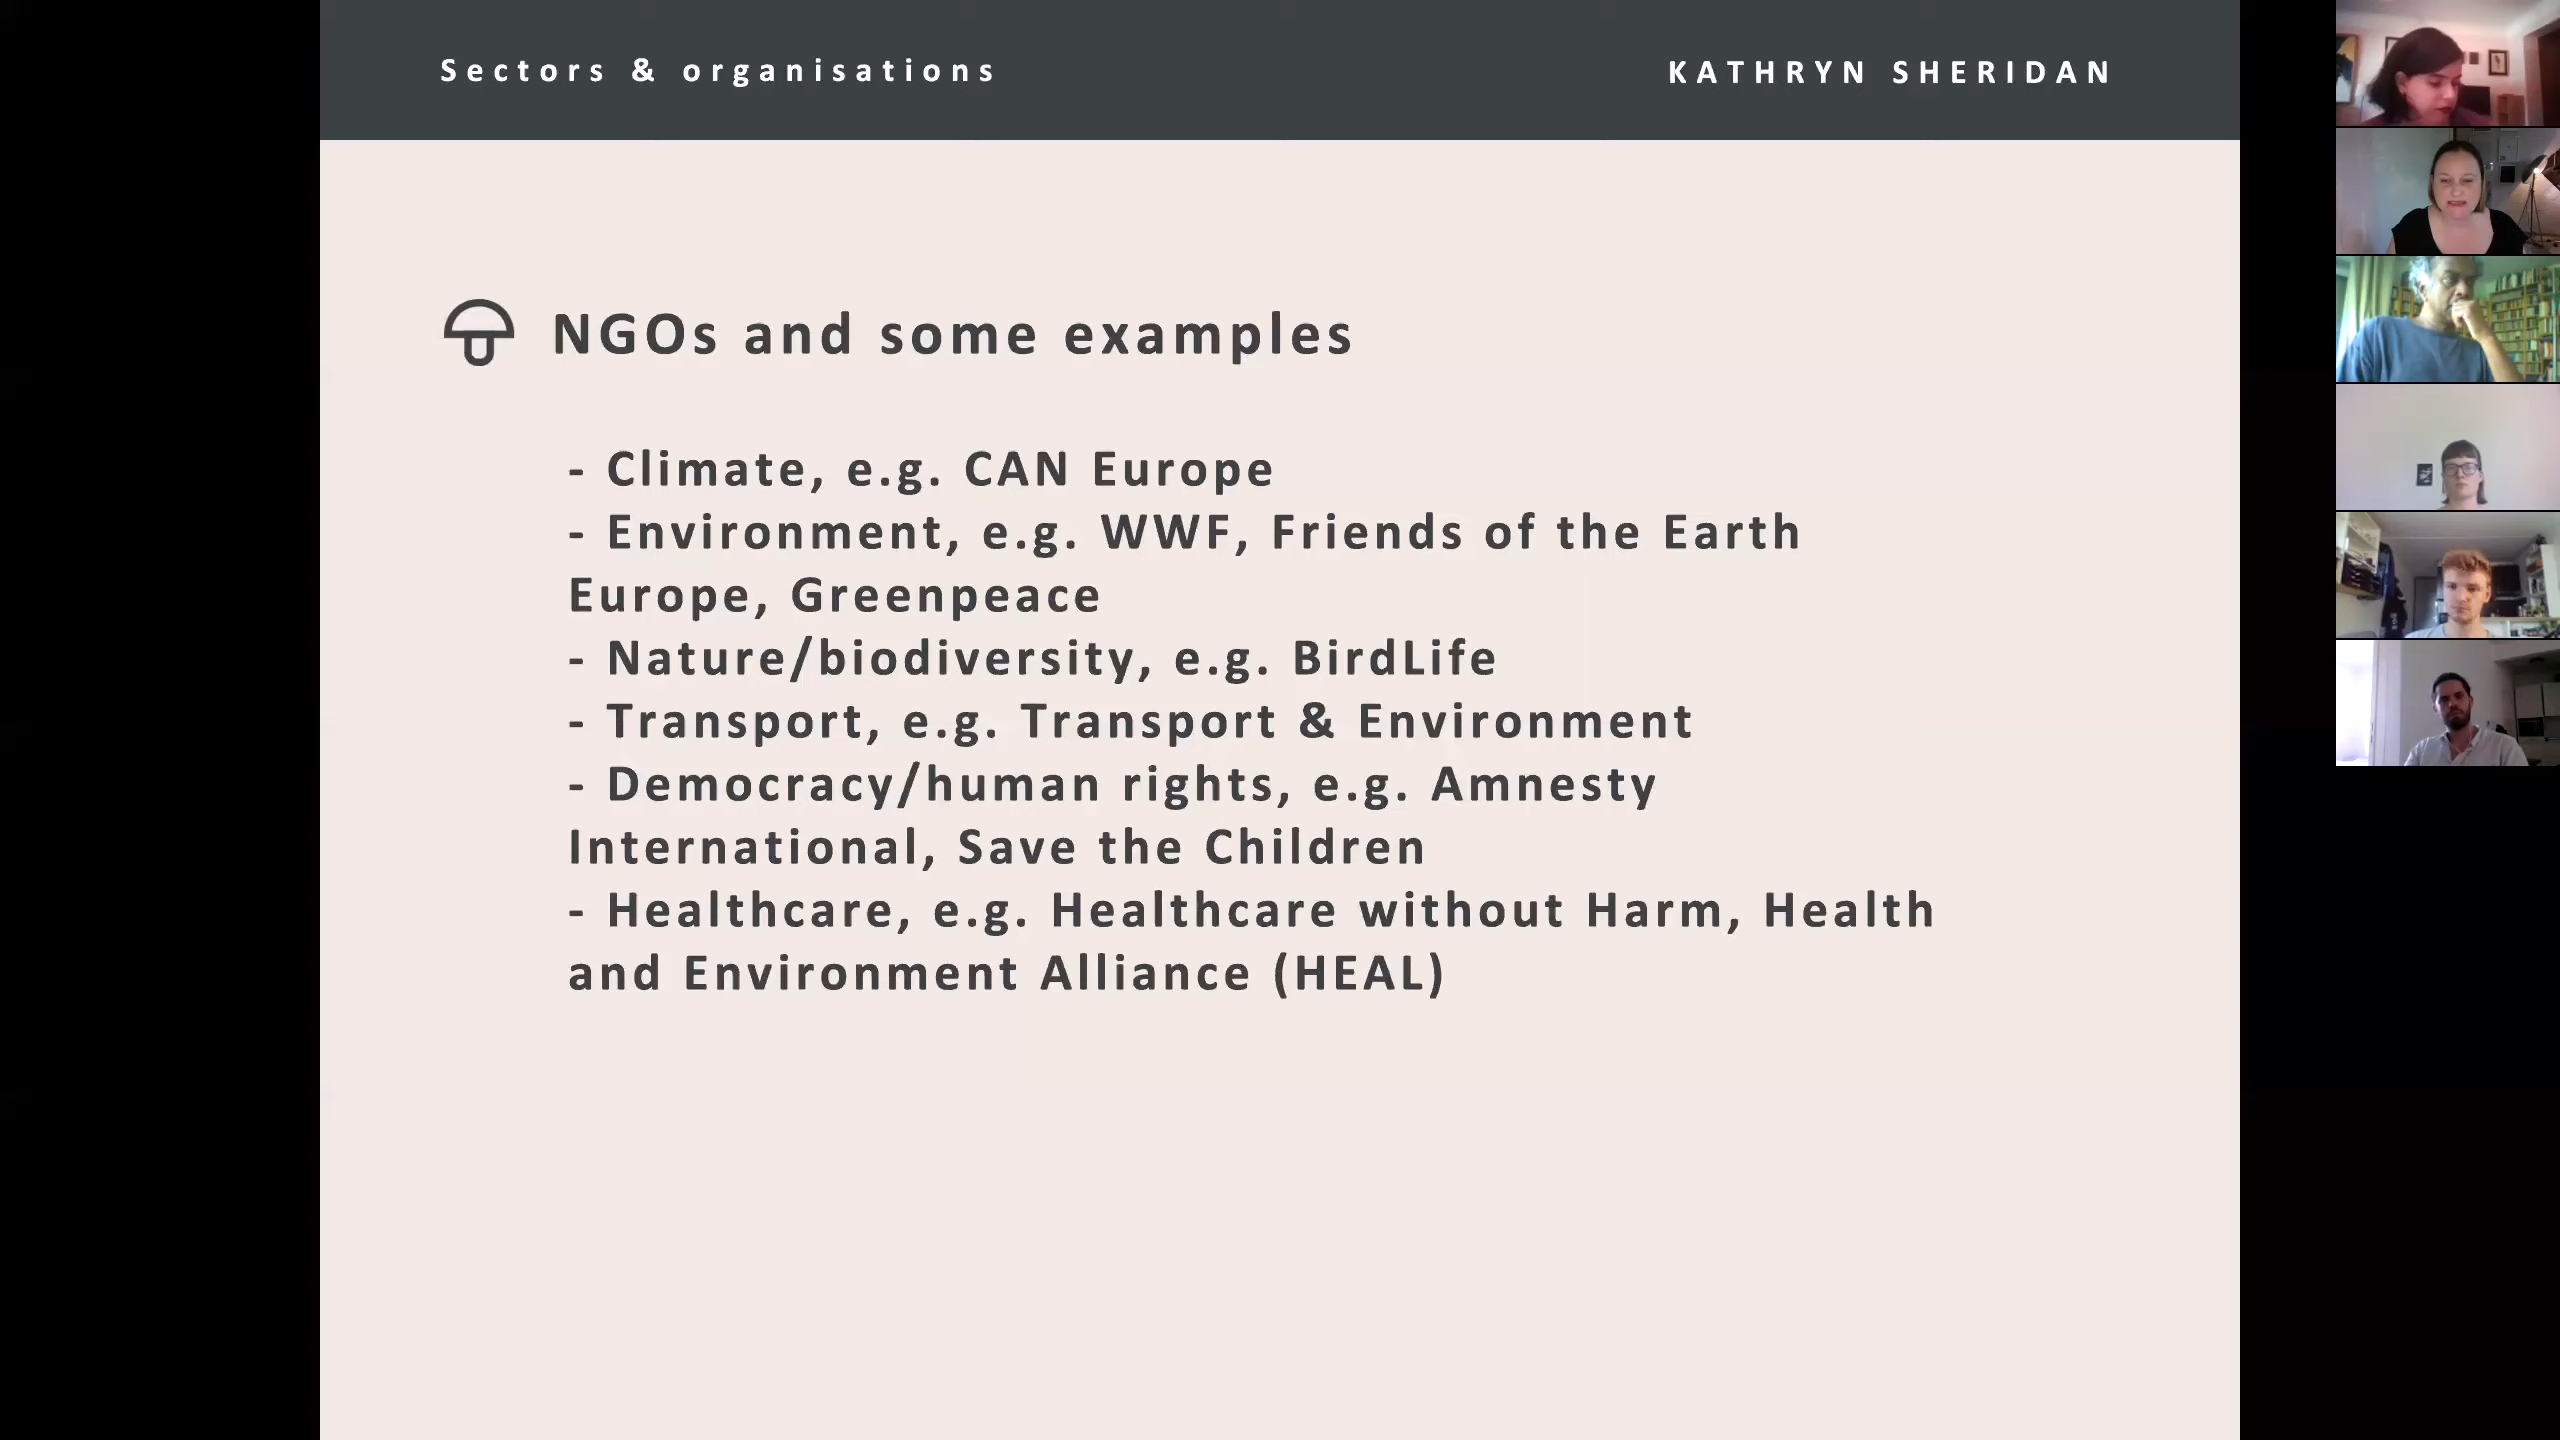 Sectors & organisations
KATHRYN SHERIDAN
NGOs and some examples
- Climate, e.g. CAN Europe
- Environment, e.g. WWF, Friends of the Earth
Europe, Greenpeace
- Nature/biodiversity, e.g. BirdLife
- Transport, e.g. Transport & Environment
- Democracy/human rights, e.g. Amnesty
International, Save the Children
- Healthcare, e.g. Healthcare without Harm, Health
and Environment Alliance (HEAL)